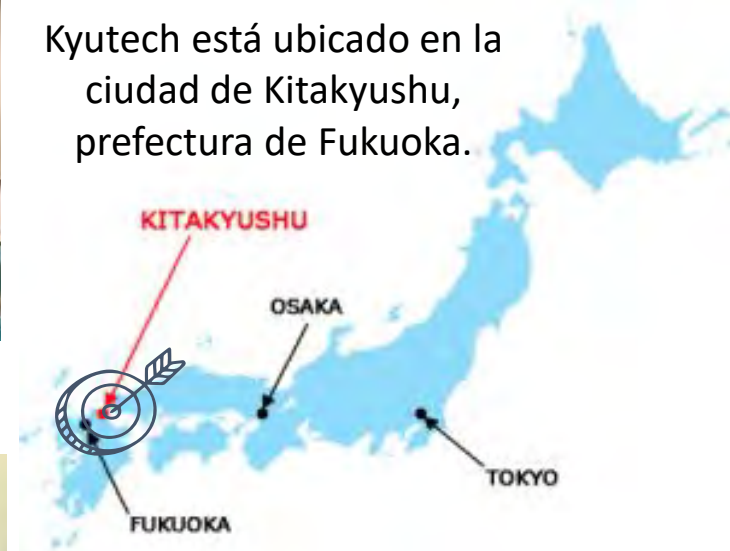 Kyutech está ubicado en la
ciudad de Kitakyushu,
prefectura de Fukuoka.
KITAKYUSHU
OSAKA
TOKYO
FUKUOKA